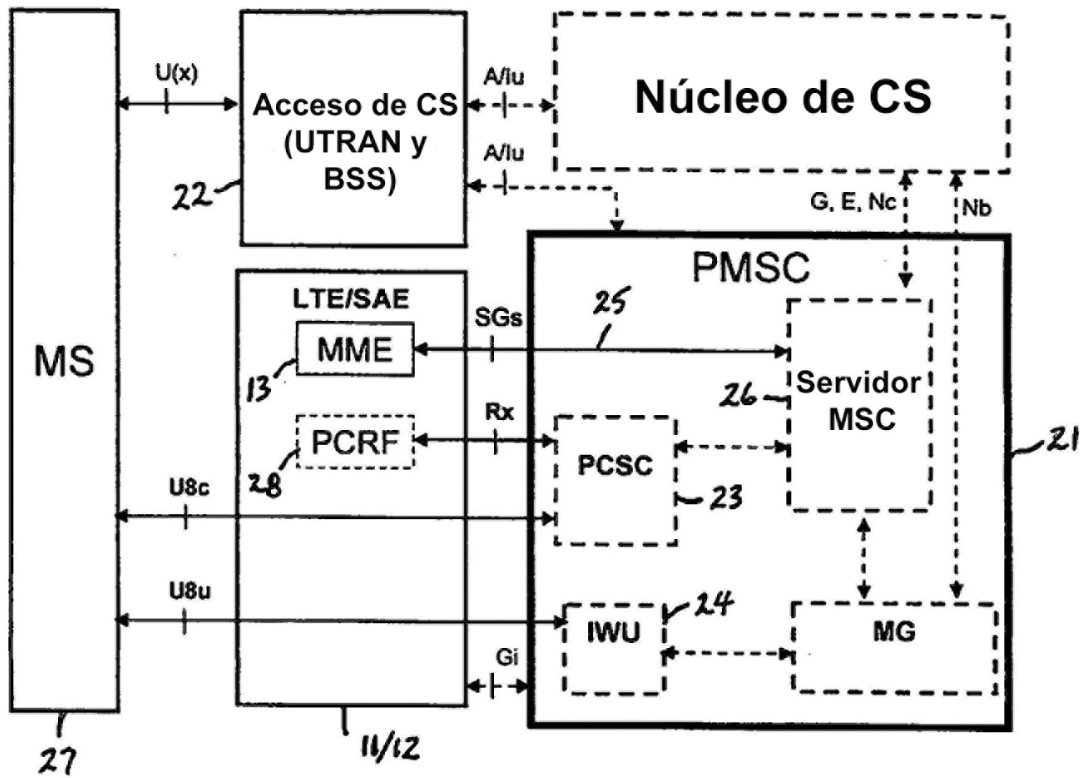 U(x)
Acceso de CS
(UTRAN y
BSS)
22
A/Iu
A/Iu
Núcleo de CS
G, E, Nc
Nb
MS
27
LTE/SAE
MME
13
PCRF
28
11/12
SGs
Rx
U8c
U8u
Gi
PMSC
25
Servidor
MSC
26
PCSC
23
IWU
24
MG
21